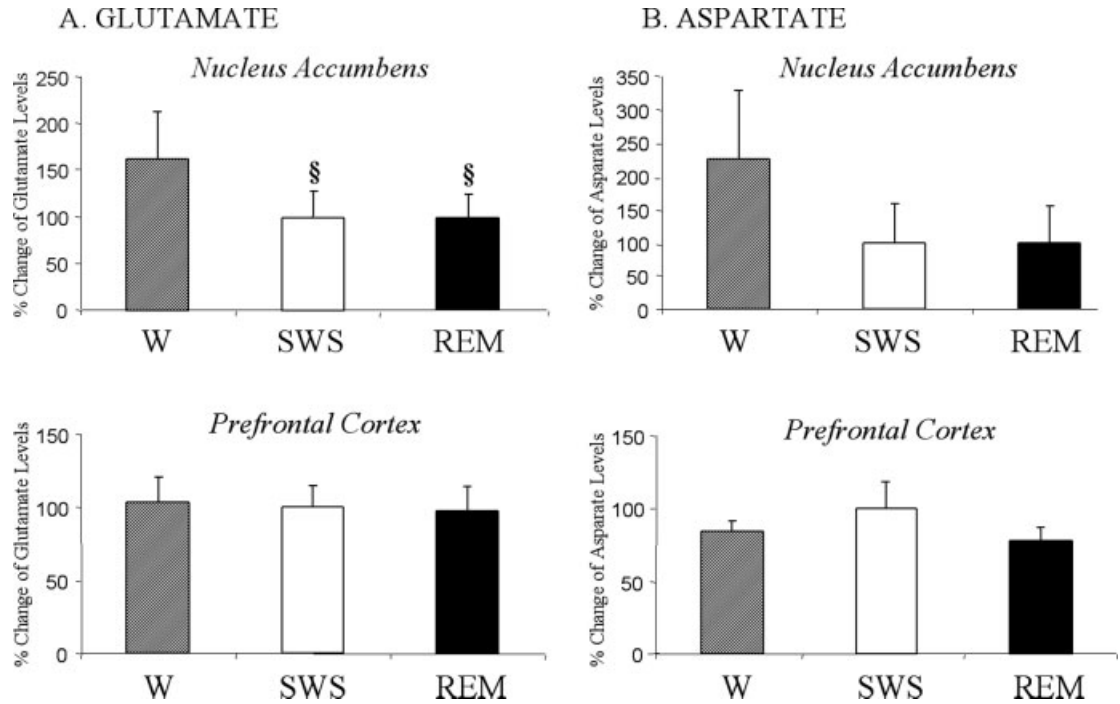 A. GLUTAMATE
Nucleus Accumbens
% Change of Glutamate Levels
250
200
150
100
50
0
§
§
W
SWS
REM
B. ASPARTATE
Nucleus Accumbens
% Change of Asparate Levels
350
300
250
200
150
100
50
0
W
SWS
REM
Prefrontal Cortex
% Change of Glutamate Levels
150
100
50
0
W
SWS
REM
Prefrontal Cortex
% Change of Asparate Levels
150
100
50
0
W
SWS
REM